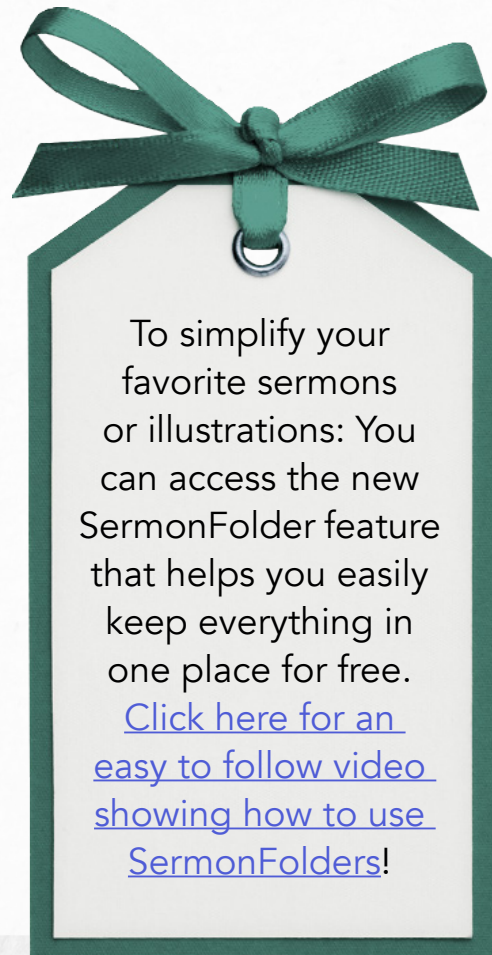 To simplify your
favorite sermons
or illustrations: You
can access the new
SermonFolder feature
that helps you easily
keep everything in
one place for free.
Click here for an
easy to follow video
showing how to use
SermonFolders!